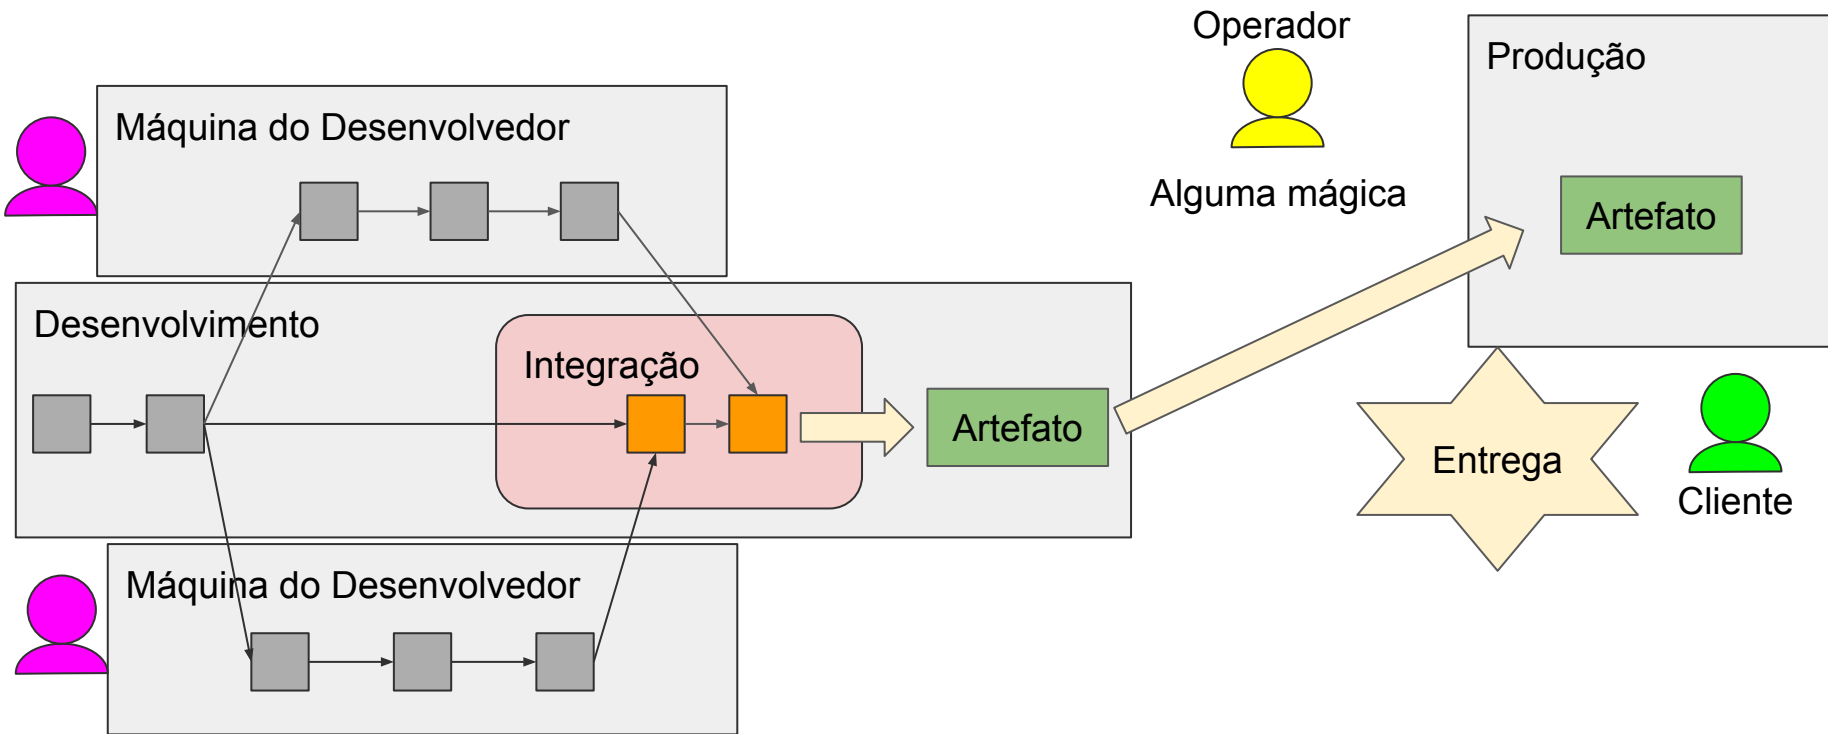 Operador
Produção
Máquina do Desenvolvedor
Alguma mágica
Artefato
Desenvolvimento
Integração
Artefato
Entrega
Cliente
Máquina do Desenvolvedor